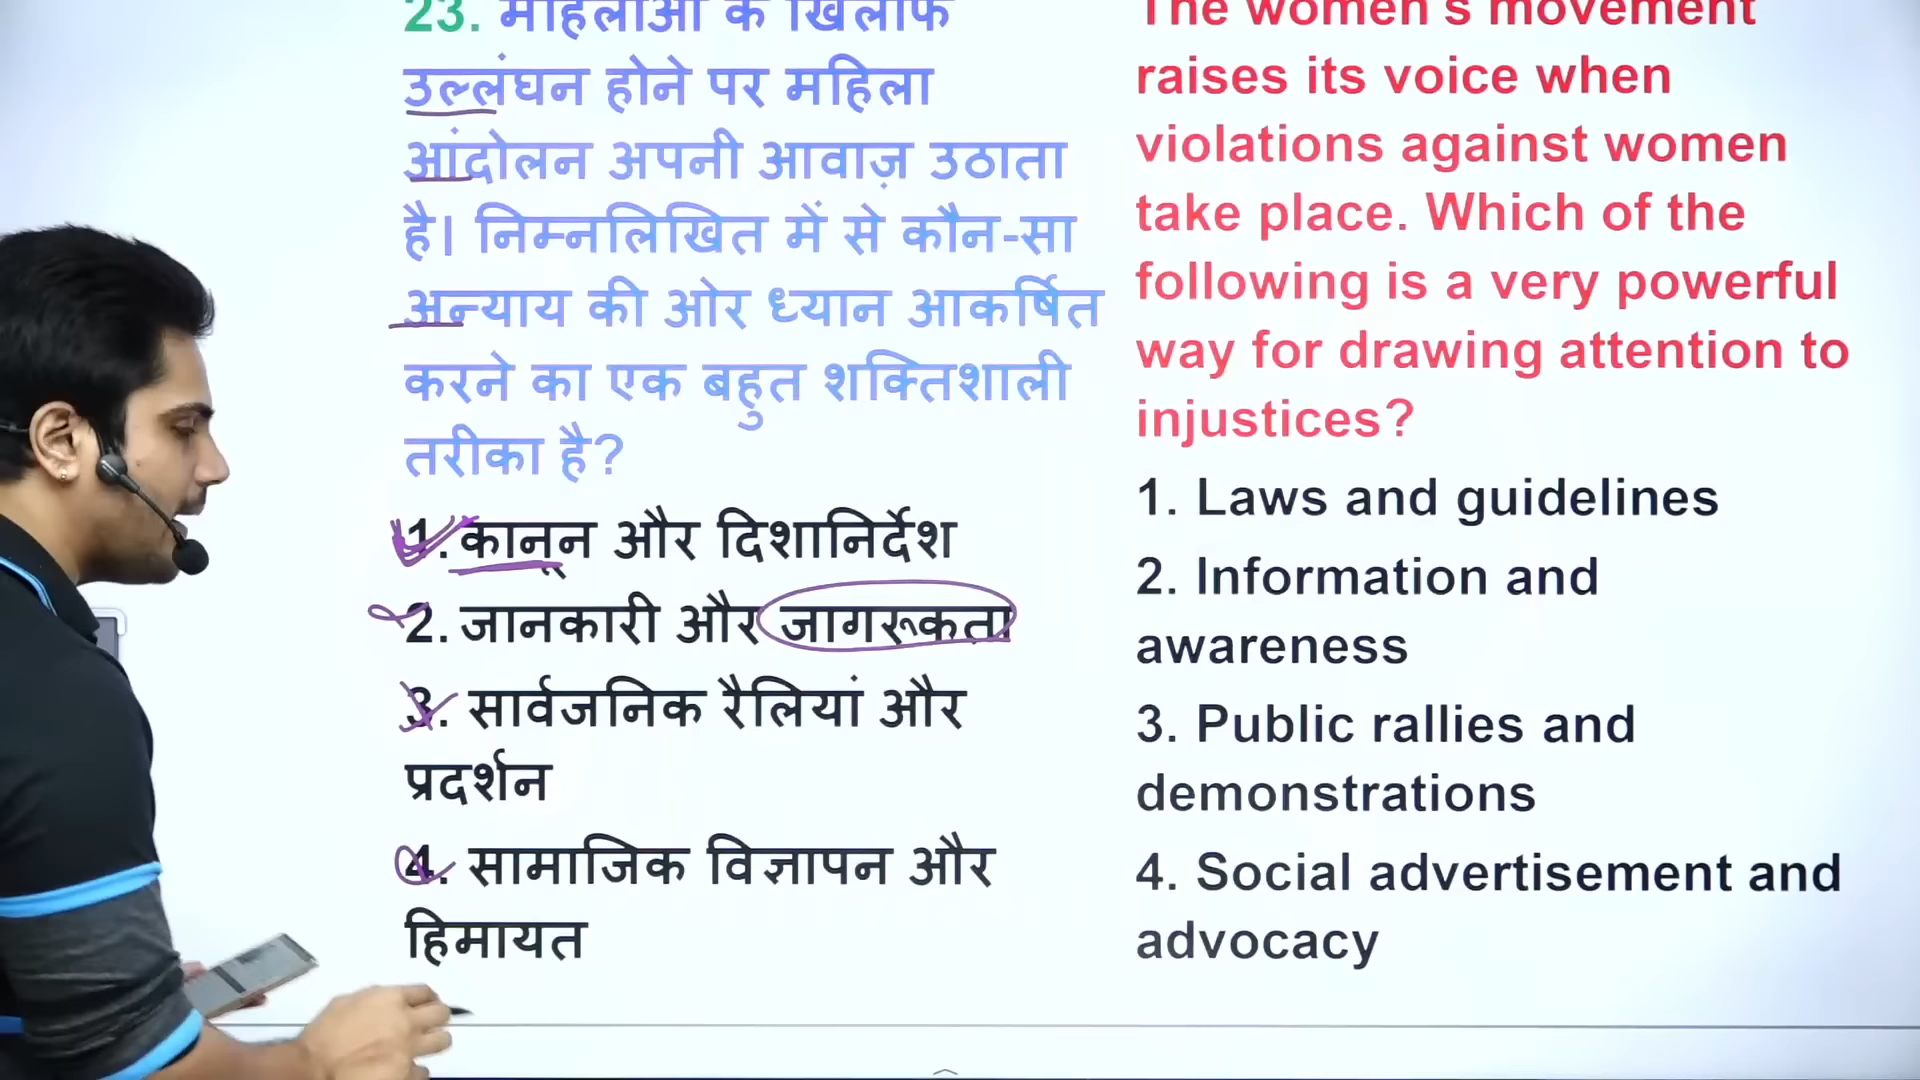 23. महिलाओं के खिलाफ
उल्लंघन होने पर महिला
आंदोलन अपनी आवाज़ उठाता
है। निम्नलिखित में से कौन-सा
अन्याय की ओर ध्यान आकर्षित
करने का एक बहुत शक्तिशाली
तरीका है?
1. कानून और दिशानिर्देश
2. जानकारी और जागरूकता
3. सार्वजनिक रैलियां और
प्रदर्शन
4. सामाजिक विज्ञापन और
हिमायत
The women's movement
raises its voice when
violations against women
take place. Which of the
following is a very powerful
way for drawing attention to
injustices?
1. Laws and guidelines
2. Information and
awareness
3. Public rallies and
demonstrations
4. Social advertisement and
advocacy